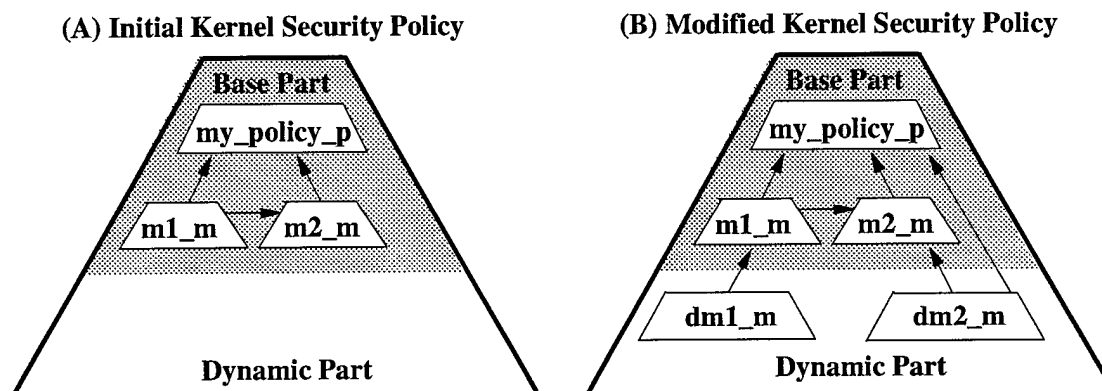 (A) Initial Kernel Security Policy
Base Part
my_policy_p
m1_m
m2_m
Dynamic Part
(B) Modified Kernel Security Policy
Base Part
my_policy_p
m1_m
m2_m
dm1_m
dm2_m
Dynamic Part